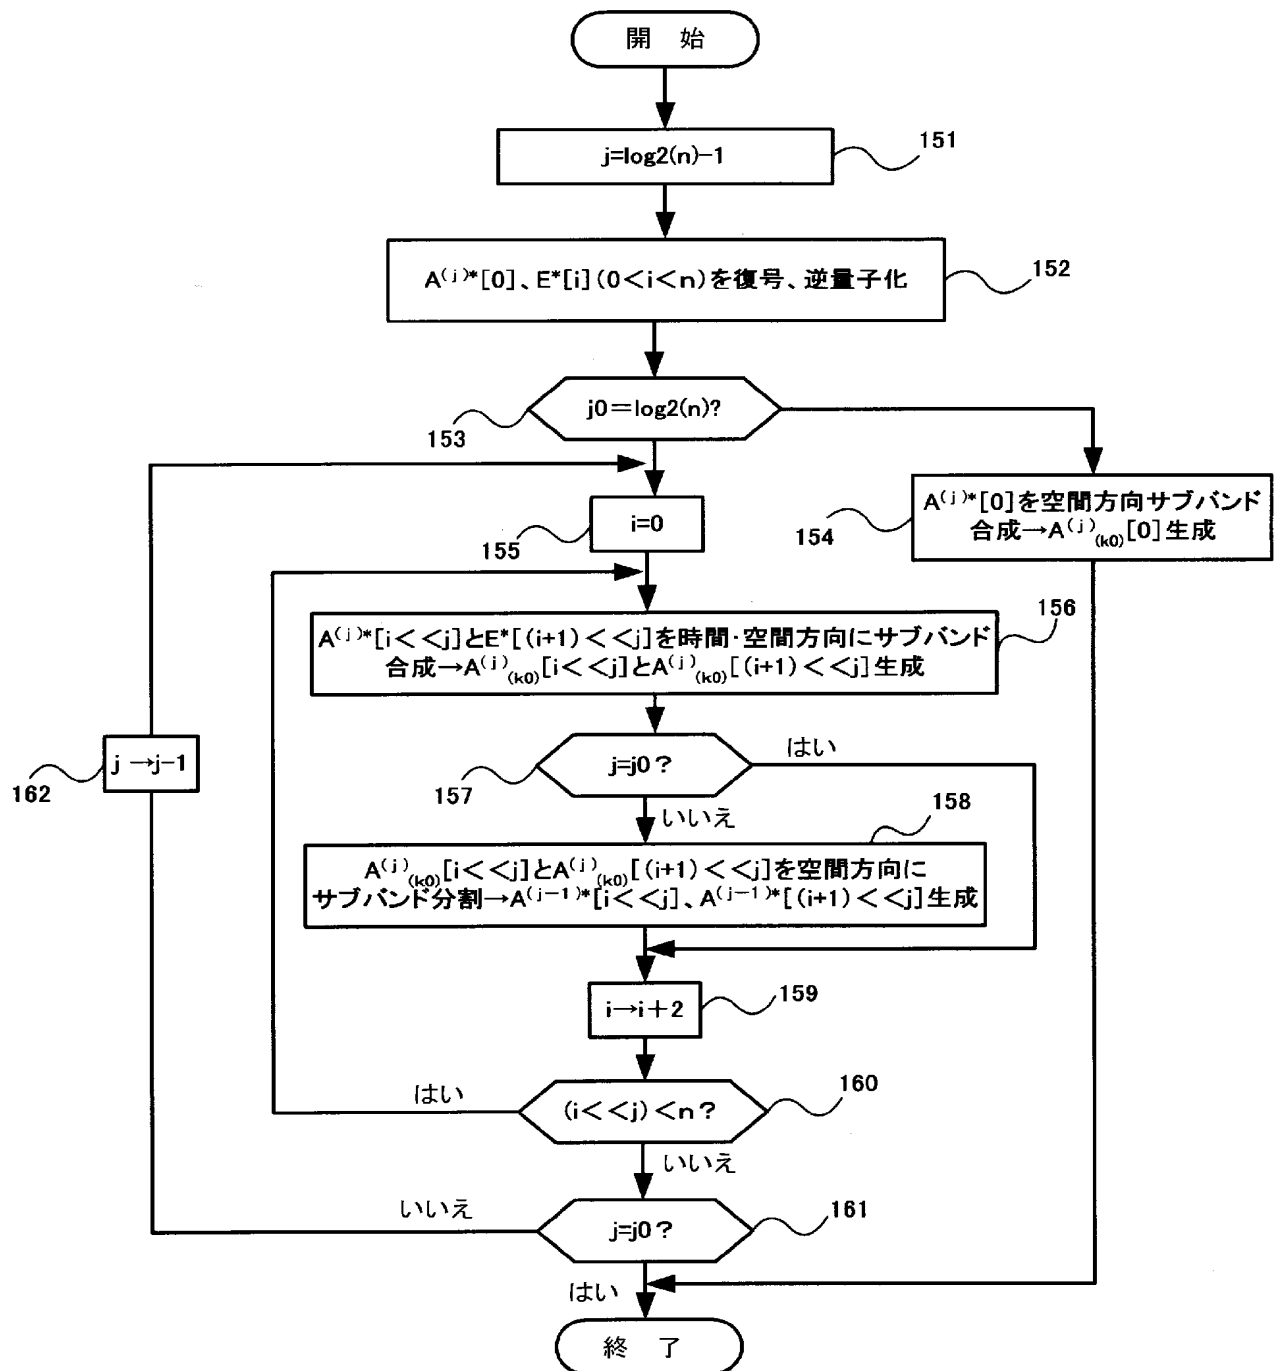 開　始
j=log2(n)-1
151
A(j)*[0]、E*[i](0<i<n)を復号、逆量子化
152
j0=log2(n)?
153
A(j)*[0]を空間方向サブバンド
合成→A(j)(k0)[0]生成
154
i=0
155
A(j)*[i<<j]とE*[(i+1)<<j]を時間・空間方向にサブバンド
合成→A(j)(k0)[i<<j]とA(j)(k0)[(i+1)<<j]生成
156
j=j0?
はい
157
いいえ
j→j-1
162
158
A(j)(k0)[i<<j]とA(j)(k0)[(i+1)<<j]を空間方向に
サブバンド分割→A(j-1)*[i<<j]、A(j-1)*[(i+1)<<j]生成
i→i+2
159
はい
(i<<j)<n?
160
いいえ
いいえ
j=j0?
161
はい
終　了